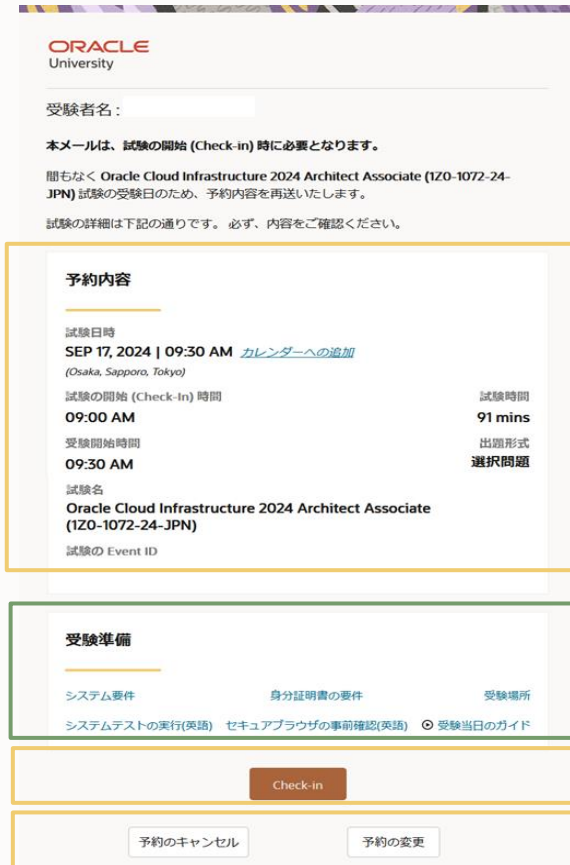 ORACLE
University
受験者名 :
本メールは、試験の開始 (Check-in) 時に必要となります。
間もなく Oracle Cloud Infrastructure 2024 Architect Associate (1Z0-1072-24-
JPN) 試験の受験日のため、予約内容を再送いたします。
試験の詳細は下記の通りです。 必ず、内容をご確認ください。
予約内容
試験日時
SEP 17, 2024 | 09:30 AM カレンダーへの追加
(Osaka, Sapporo, Tokyo)
試験の開始 (Check-In) 時間 試験時間
09:00 AM 91 mins
受験開始時間 出題形式
09:30 AM 選択問題
試験名
Oracle Cloud Infrastructure 2024 Architect Associate
(1Z0-1072-24-JPN)
試験の Event ID
受験準備
システム要件 身分証明書の要件 受験場所
システムテストの実行(英語) セキュアブラウザの事前確認(英語) 受験当日のガイド
Check-in
予約のキャンセル 予約の変更